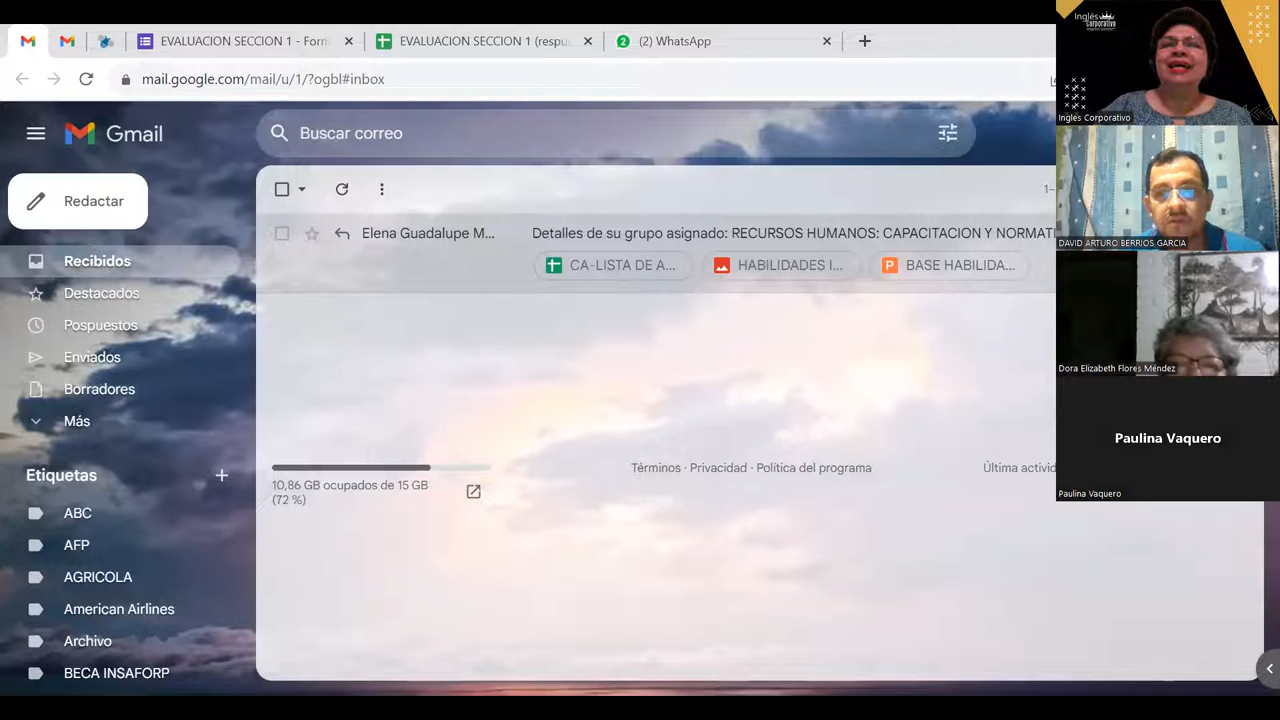 EVALUACION SECCION 1 - Forn
EVALUACION SECCION 1 (respu
(2) WhatsApp
mail.google.com/mail/u/1/?ogbl#inbox
Gmail
Buscar correo
Redactar
1–
Elena Guadalupe M...
Detalles de su grupo asignado: RECURSOS HUMANOS: CAPACITACION Y NORMATI
CA-LISTA DE A...
HABILIDADES I...
BASE HABILIDA...
Recibidos
Destacados
Pospuestos
Enviados
Borradores
Más
Etiquetas
ABC
AFP
AGRICOLA
American Airlines
Archivo
BECA INSAFORP
10,86 GB ocupados de 15 GB
(72 %)
Términos · Privacidad · Política del programa
Última activid
Inglés
Corporativo
Inglés Corporativo
DAVID ARTURO BERRIOS GARCIA
Dora Elizabeth Flores Méndez
Paulina Vaquero
Paulina Vaquero